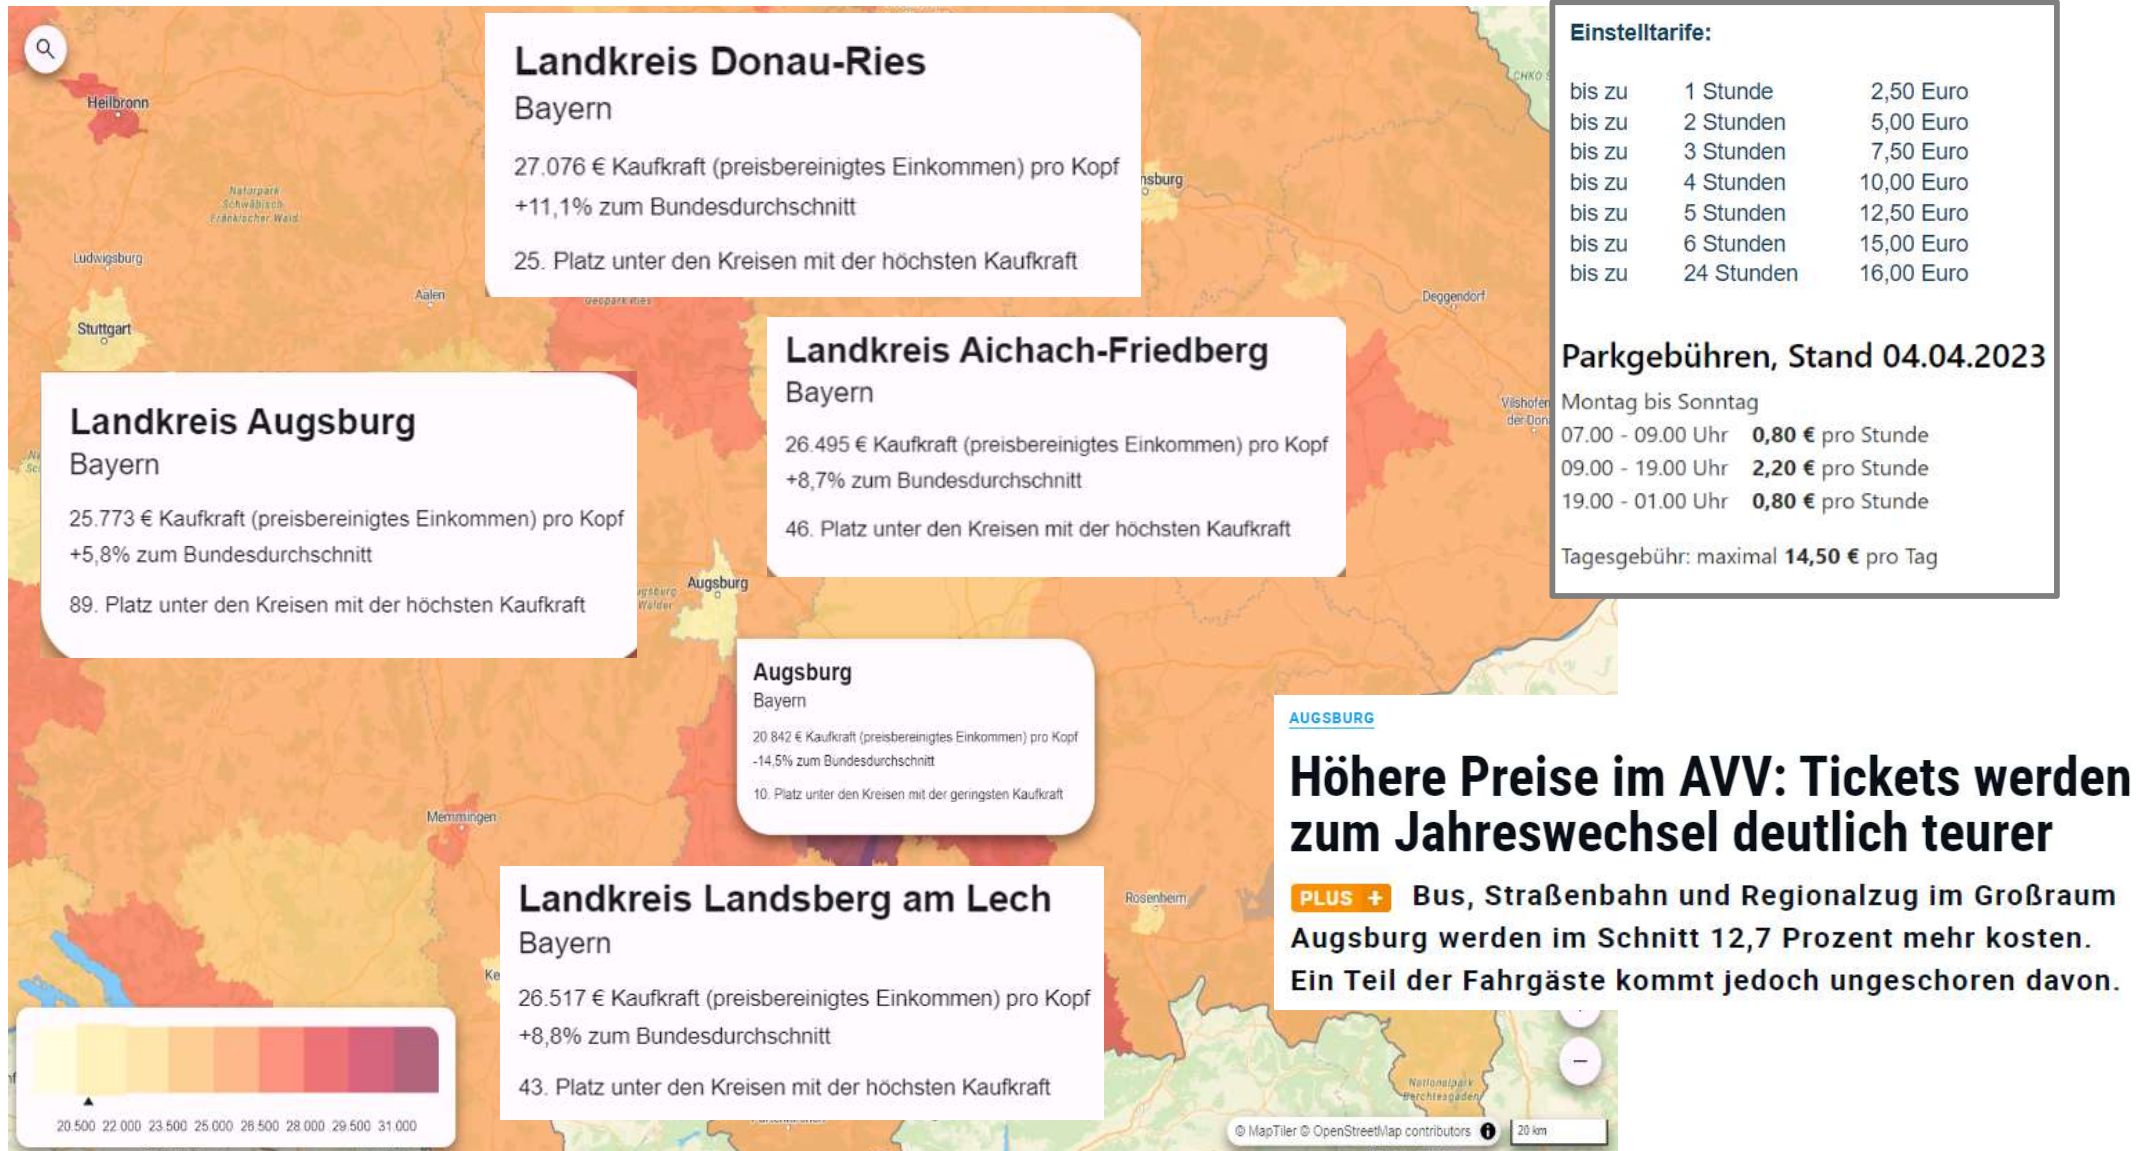 Landkreis Donau-Ries
Bayern
27.076 € Kaufkraft (preisbereinigtes Einkommen) pro Kopf
+11,1% zum Bundesdurchschnitt
25. Platz unter den Kreisen mit der höchsten Kaufkraft
Einstelltarife:
bis zu 1 Stunde 2,50 Euro
bis zu 2 Stunden 5,00 Euro
bis zu 3 Stunden 7,50 Euro
bis zu 4 Stunden 10,00 Euro
bis zu 5 Stunden 12,50 Euro
bis zu 6 Stunden 15,00 Euro
bis zu 24 Stunden 16,00 Euro
Parkgebühren, Stand 04.04.2023
Montag bis Sonntag
07.00 - 09.00 Uhr 0,80 € pro Stunde
09.00 - 19.00 Uhr 2,20 € pro Stunde
19.00 - 01.00 Uhr 0,80 € pro Stunde
Tagesgebühr: maximal 14,50 € pro Tag
Heilbronn
Naturpark
Schwäbisch-
Fränkischer Wald
Ludwigsburg
Aalen
Stuttgart
nsburg
CHKO
Deggendorf
Vilshofen
der Don
Landkreis Aichach-Friedberg
Bayern
26.495 € Kaufkraft (preisbereinigtes Einkommen) pro Kopf
+8,7% zum Bundesdurchschnitt
46. Platz unter den Kreisen mit der höchsten Kaufkraft
Landkreis Augsburg
Bayern
25.773 € Kaufkraft (preisbereinigtes Einkommen) pro Kopf
+5,8% zum Bundesdurchschnitt
89. Platz unter den Kreisen mit der höchsten Kaufkraft
Augsburg
Augsburg
Bayern
20 842 € Kaufkraft (preisbereinigtes Einkommen) pro Kopf
-14,5% zum Bundesdurchschnitt
10. Platz unter den Kreisen mit der geringsten Kaufkraft
AUGSBURG
Höhere Preise im AVV: Tickets werden
zum Jahreswechsel deutlich teurer
PLUS + Bus, Straßenbahn und Regionalzug im Großraum
Augsburg werden im Schnitt 12,7 Prozent mehr kosten.
Ein Teil der Fahrgäste kommt jedoch ungeschoren davon.
Memmingen
Rosenheim
Ke
Landkreis Landsberg am Lech
Bayern
26.517 € Kaufkraft (preisbereinigtes Einkommen) pro Kopf
+8,8% zum Bundesdurchschnitt
43. Platz unter den Kreisen mit der höchsten Kaufkraft
Nationalpark
Berchtesgaden
20.500 22 000 23.500 25 000 26 500 28 000 29 500 31.000
© MapTiler © OpenStreetMap contributors
20 km